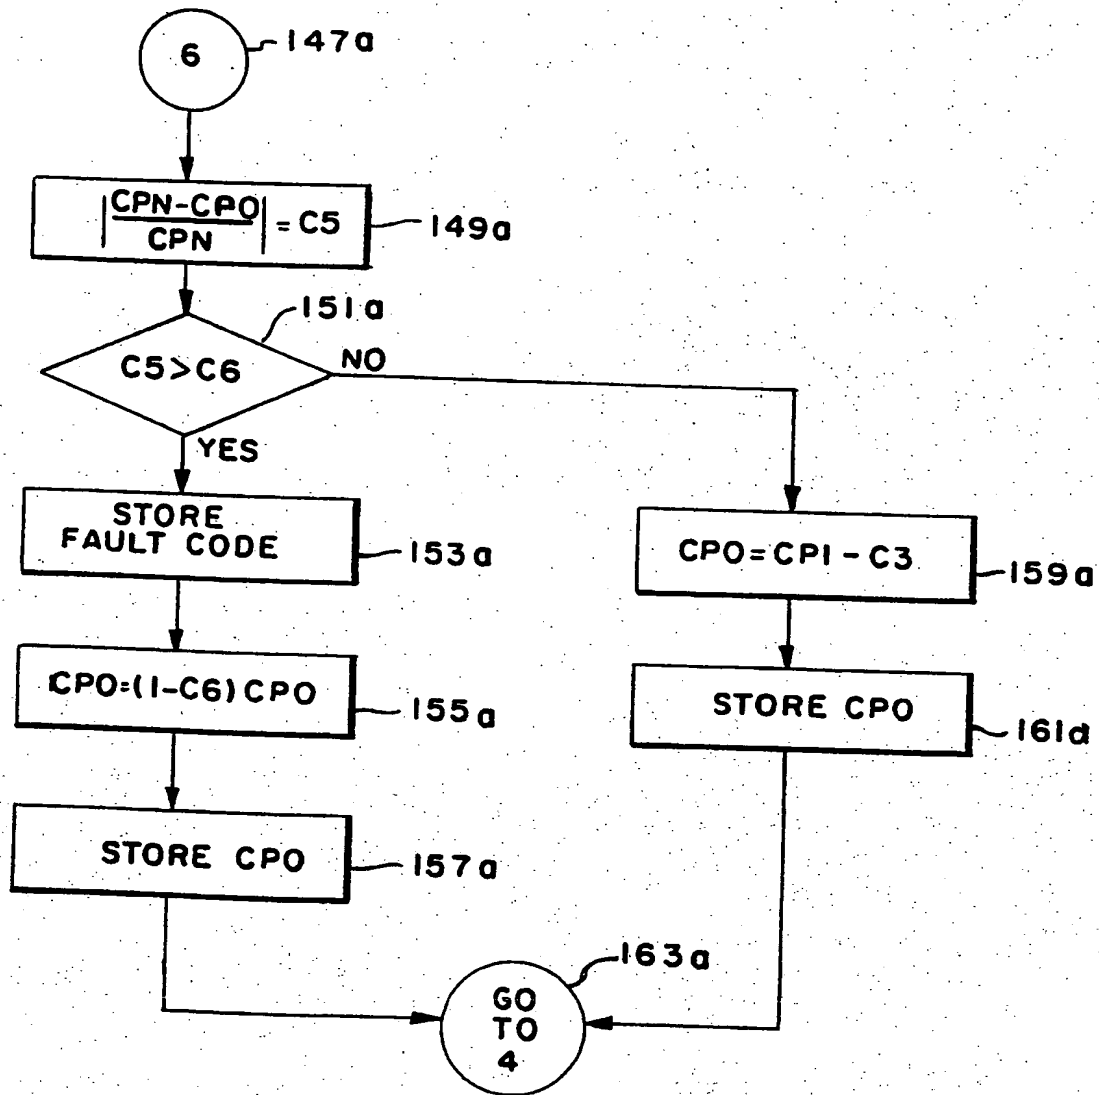 6
147a
|CPN-CPO
CPN| = C5
149a
151a
C5>C6
NO
YES
STORE
FAULT CODE
153a
CPO=CPI-C3
159a
CPO=(1-C6) CPO
155a
STORE CPO
161a
STORE CPO
157a
163a
GO
TO
4